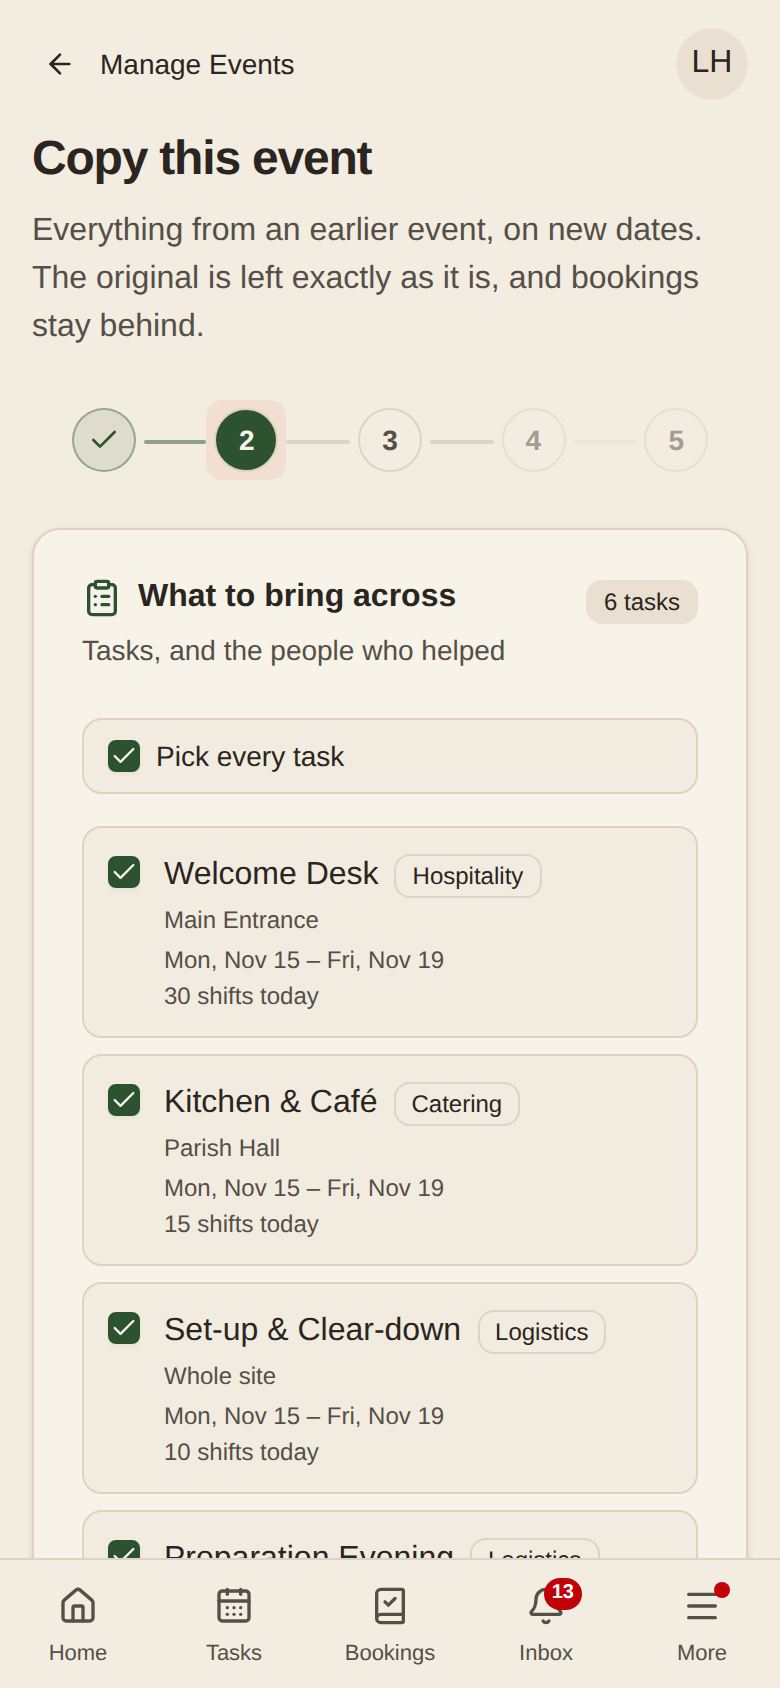 Manage Events
LH
Copy this event
Everything from an earlier event, on new dates.
The original is left exactly as it is, and bookings
stay behind.
2
3
4
5
What to bring across
6 tasks
Tasks, and the people who helped
Pick every task
Welcome Desk
Hospitality
Main Entrance
Mon, Nov 15 – Fri, Nov 19
30 shifts today
Kitchen & Café
Catering
Parish Hall
Mon, Nov 15 – Fri, Nov 19
15 shifts today
Set-up & Clear-down
Logistics
Whole site
Mon, Nov 15 – Fri, Nov 19
10 shifts today
Preparation Evening
Logistics
13
Home
Tasks
Bookings
Inbox
More